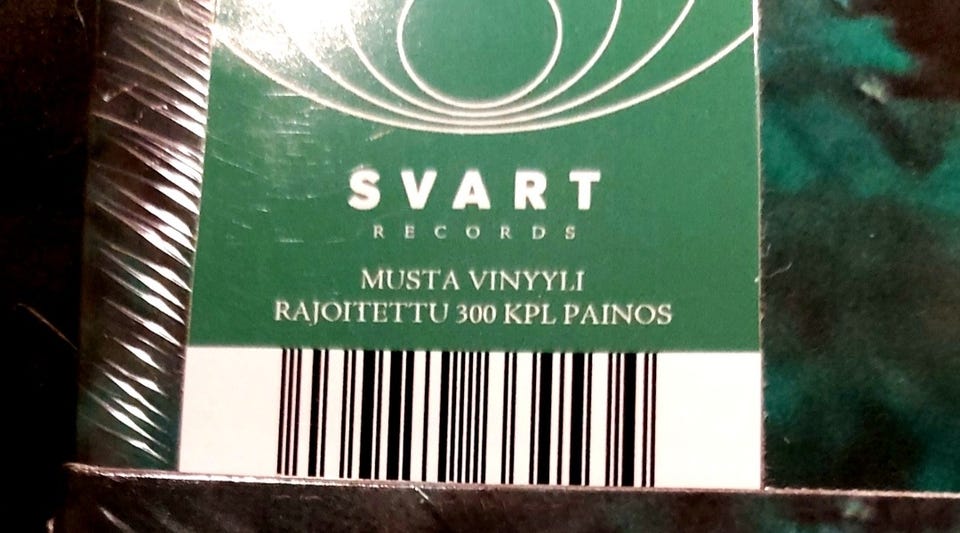 SVART
RECORDS
MUSTA VINYYLI
RAJOITETTU 300 KPL PAINOS